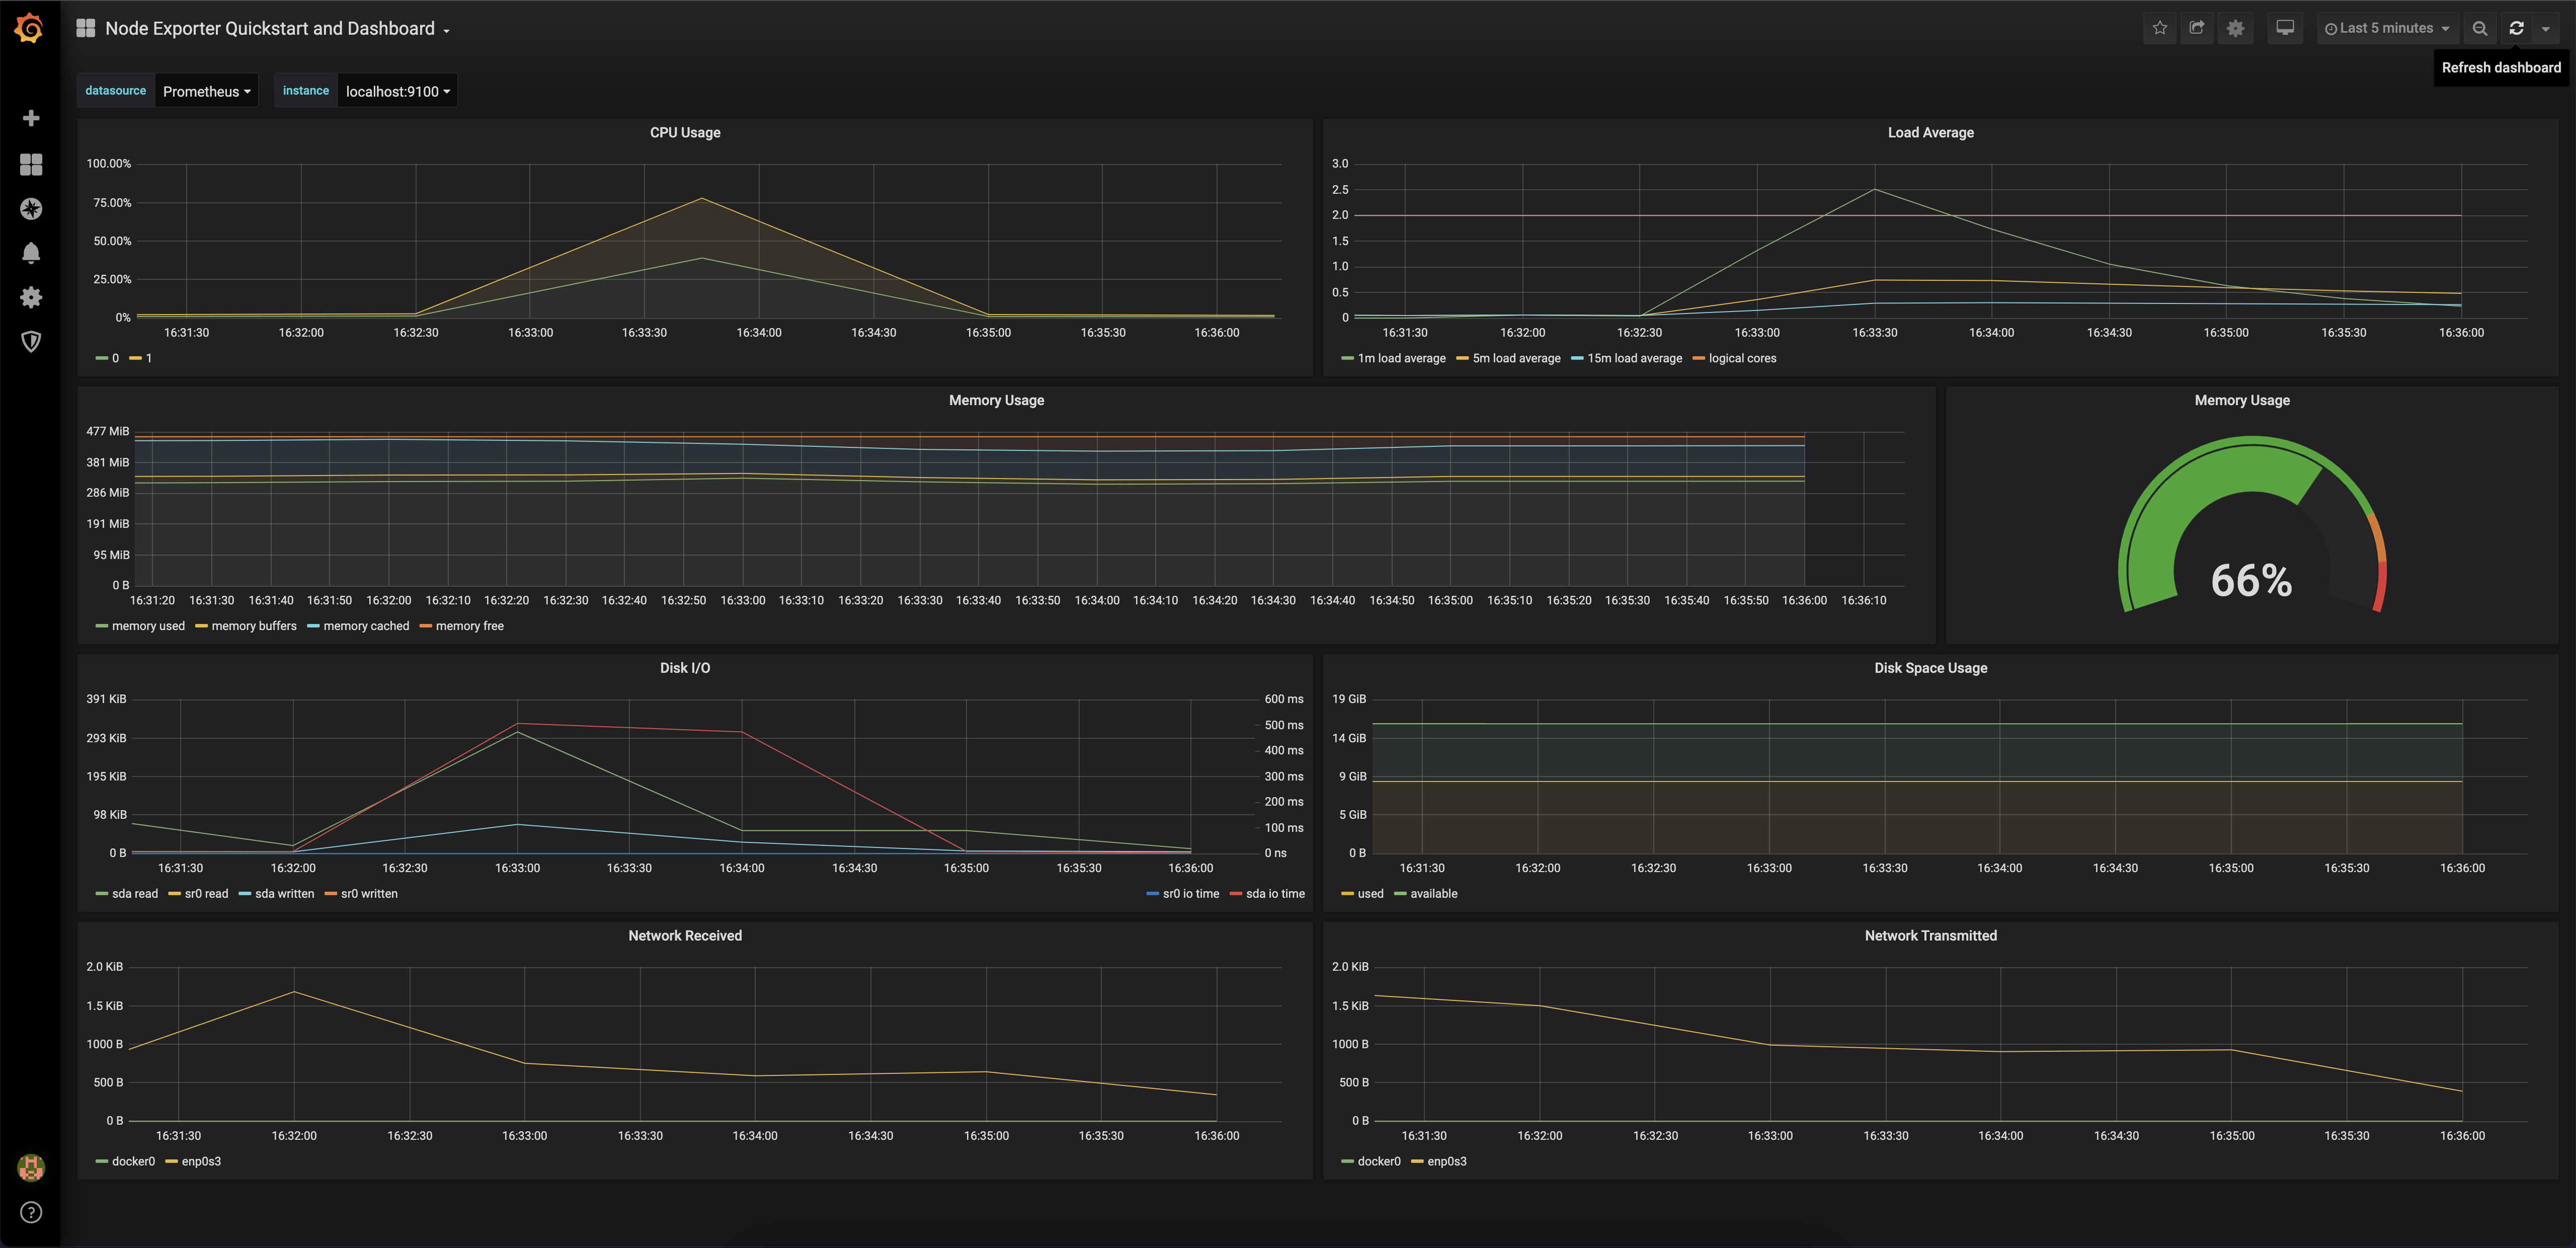 Node Exporter Quickstart and Dashboard
Last 5 minutes
Refresh dashboard
datasource Prometheus instance localhost:9100
CPU Usage
100.00%
75.00%
50.00%
25.00%
0%
16:31:30 16:32:00 16:32:30 16:33:00 16:33:30 16:34:00 16:34:30 16:35:00 16:35:30 16:36:00
0 1
Load Average
3.0
2.5
2.0
1.5
1.0
0.5
0
16:31:30 16:32:00 16:32:30 16:33:00 16:33:30 16:34:00 16:34:30 16:35:00 16:35:30 16:36:00
1m load average 5m load average 15m load average logical cores
Memory Usage
477 MiB
381 MiB
286 MiB
191 MiB
95 MiB
0 B
16:31:20 16:31:30 16:31:40 16:31:50 16:32:00 16:32:10 16:32:20 16:32:30 16:32:40 16:32:50 16:33:00 16:33:10 16:33:20 16:33:30 16:33:40 16:33:50 16:34:00 16:34:10 16:34:20 16:34:30 16:34:40 16:34:50 16:35:00 16:35:10 16:35:20 16:35:30 16:35:40 16:35:50 16:36:00 16:36:10
memory used memory buffers memory cached memory free
Memory Usage
66%
Disk I/O
391 KiB
293 KiB
195 KiB
98 KiB
0 B
600 ms
500 ms
400 ms
300 ms
200 ms
100 ms
0 ns
16:31:30 16:32:00 16:32:30 16:33:00 16:33:30 16:34:00 16:34:30 16:35:00 16:35:30 16:36:00
sda read sr0 read sda written sr0 written sr0 io time sda io time
Disk Space Usage
19 GiB
14 GiB
9 GiB
5 GiB
0 B
16:31:30 16:32:00 16:32:30 16:33:00 16:33:30 16:34:00 16:34:30 16:35:00 16:35:30 16:36:00
used available
Network Received
2.0 KiB
1.5 KiB
1000 B
500 B
0 B
16:31:30 16:32:00 16:32:30 16:33:00 16:33:30 16:34:00 16:34:30 16:35:00 16:35:30 16:36:00
docker0 enp0s3
Network Transmitted
2.0 KiB
1.5 KiB
1000 B
500 B
0 B
16:31:30 16:32:00 16:32:30 16:33:00 16:33:30 16:34:00 16:34:30 16:35:00 16:35:30 16:36:00
docker0 enp0s3